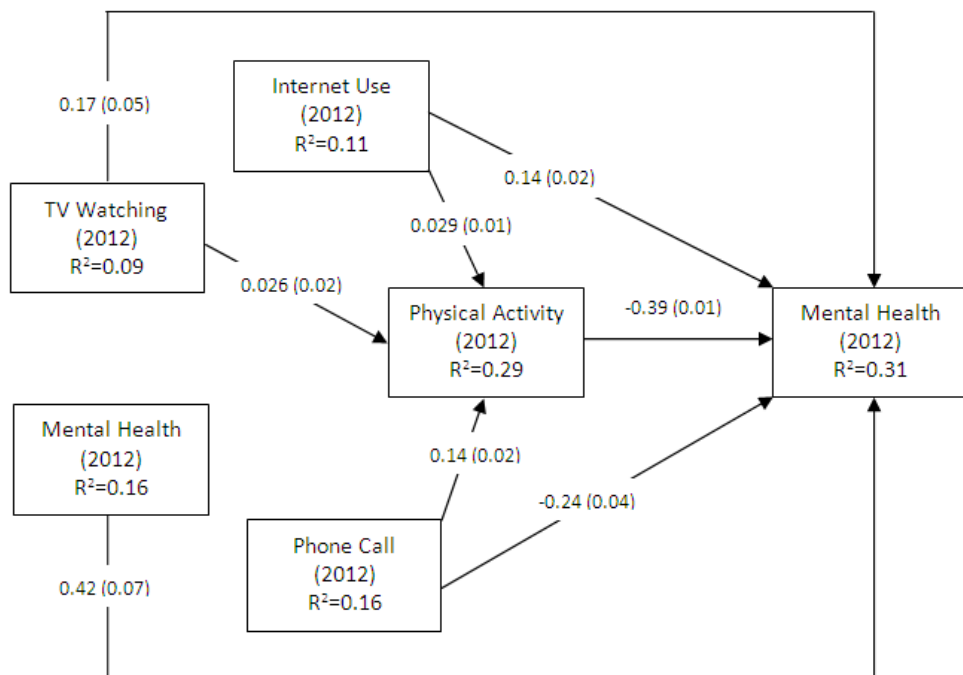 0.17 (0.05)
Internet Use
(2012)
R²=0.11
0.14 (0.02)
TV Watching
(2012)
R²=0.09
0.029 (0.01)
0.026 (0.02)
Physical Activity
(2012)
R²=0.29
-0.39 (0.01)
Mental Health
(2012)
R²=0.31
Mental Health
(2012)
R²=0.16
0.14 (0.02)
-0.24 (0.04)
Phone Call
(2012)
R²=0.16
0.42 (0.07)